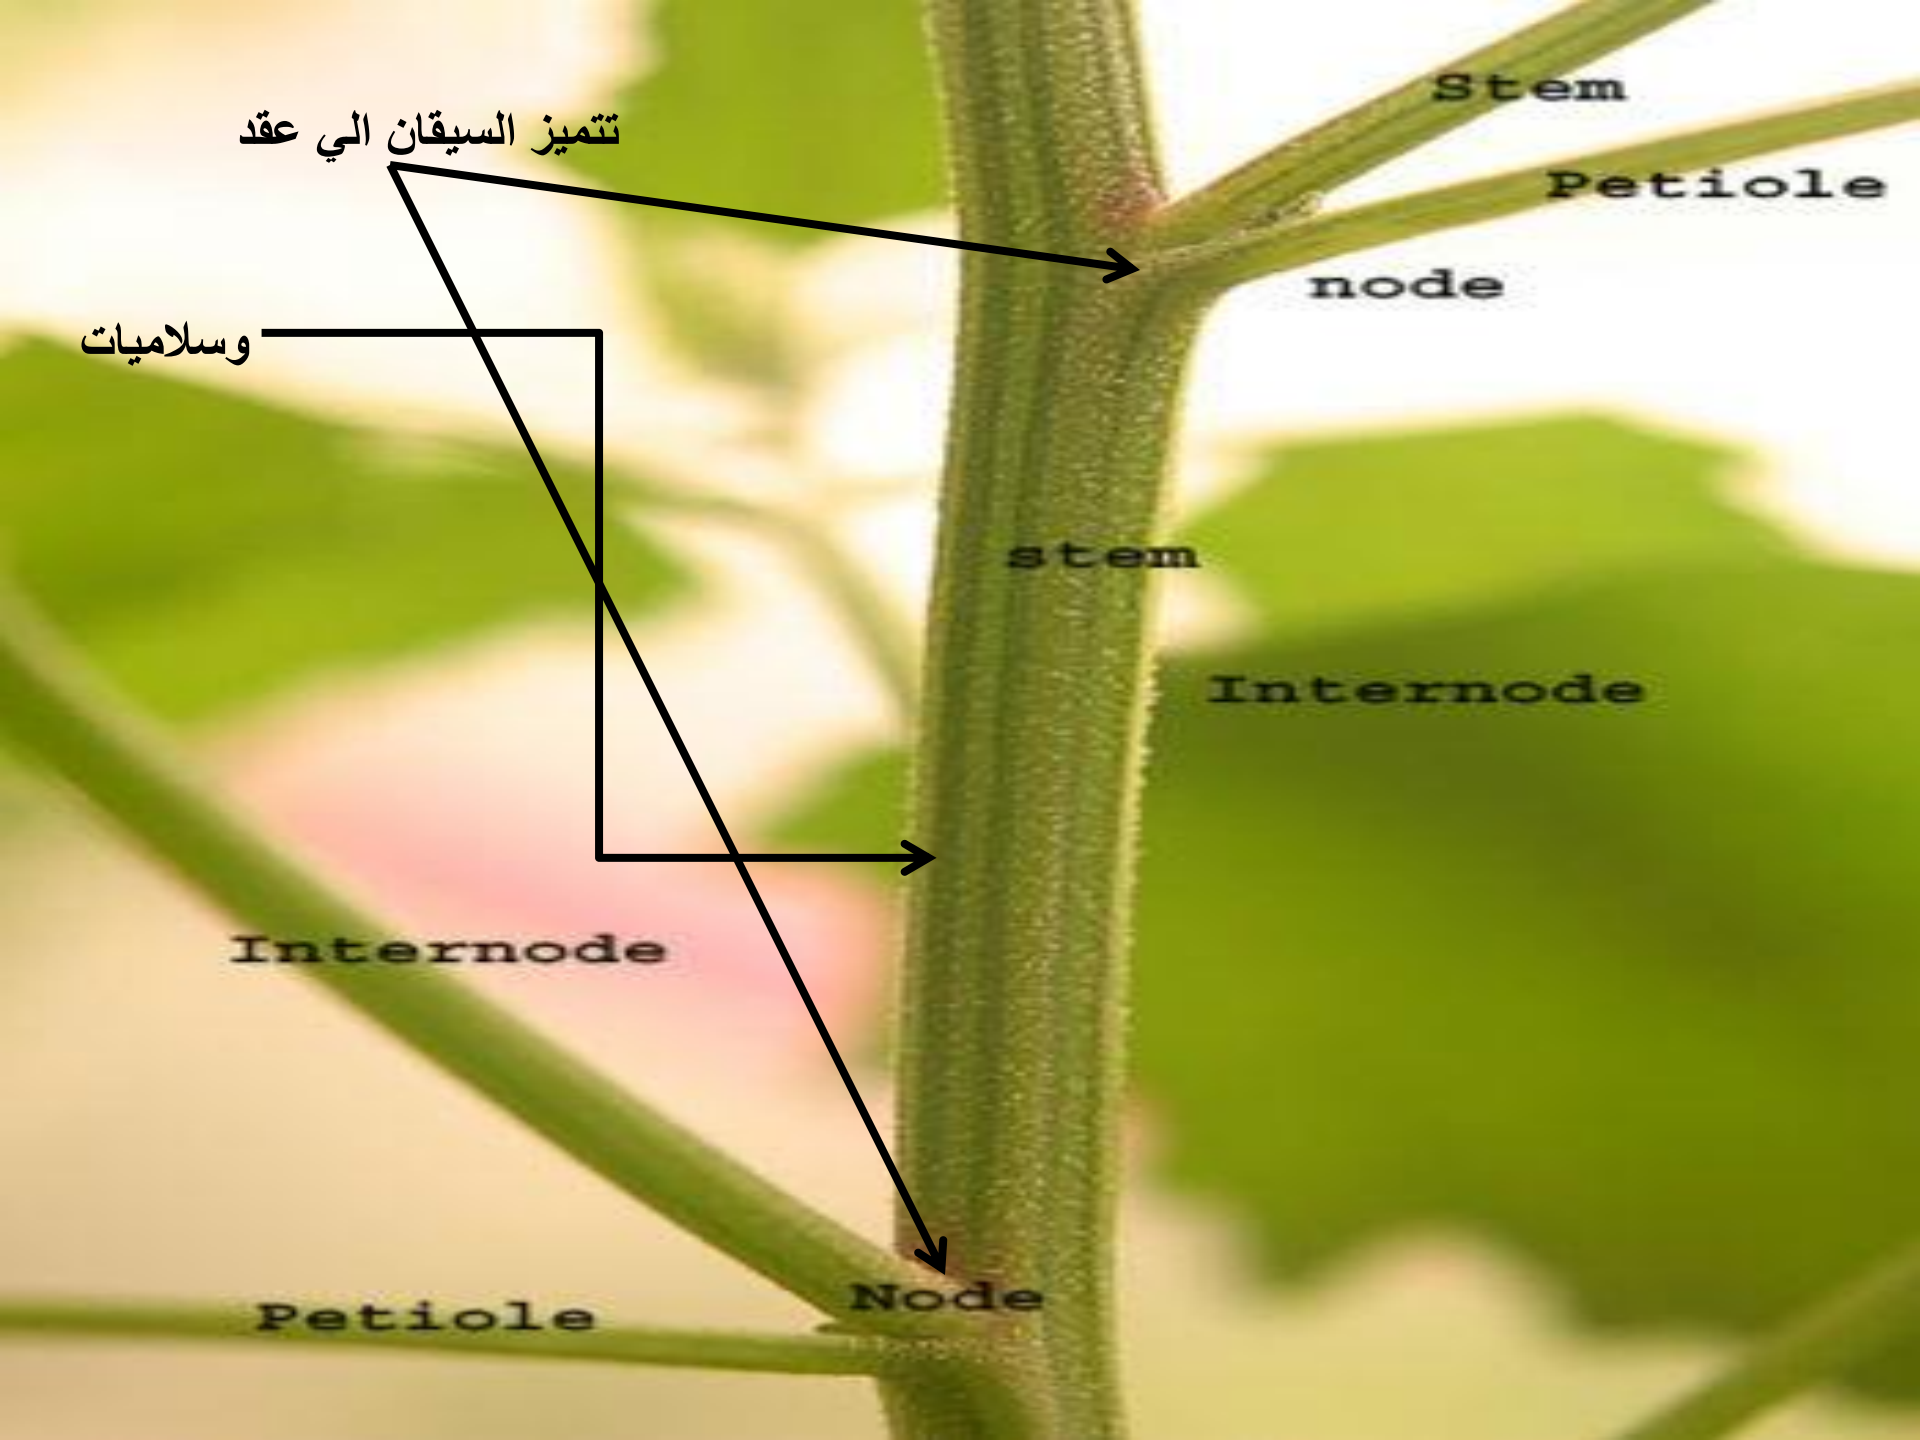 Stem
تتميز السيقان الي عقد
Petiole
node
وسلاميات
stem
Internode
Internode
Node
Petiole